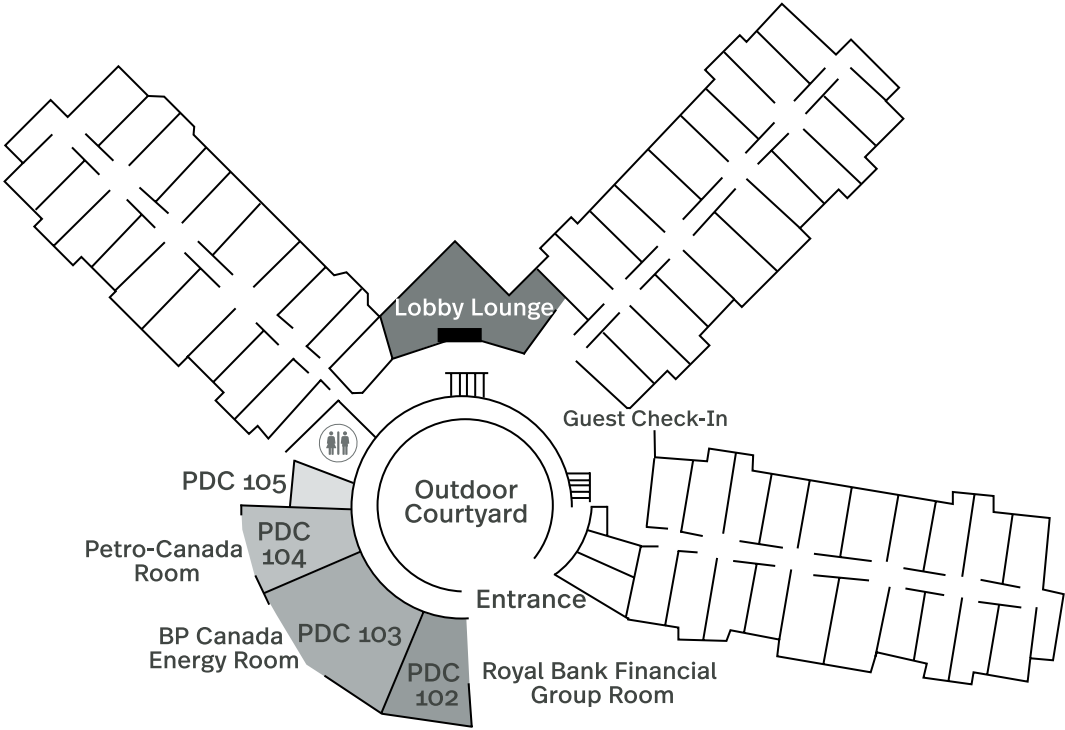 Lobby Lounge
Guest Check-In
PDC 105
Outdoor
Courtyard
PDC
104
Petro-Canada
Room
Entrance
PDC 103
BP Canada
Energy Room
PDC
102
Royal Bank Financial
Group Room